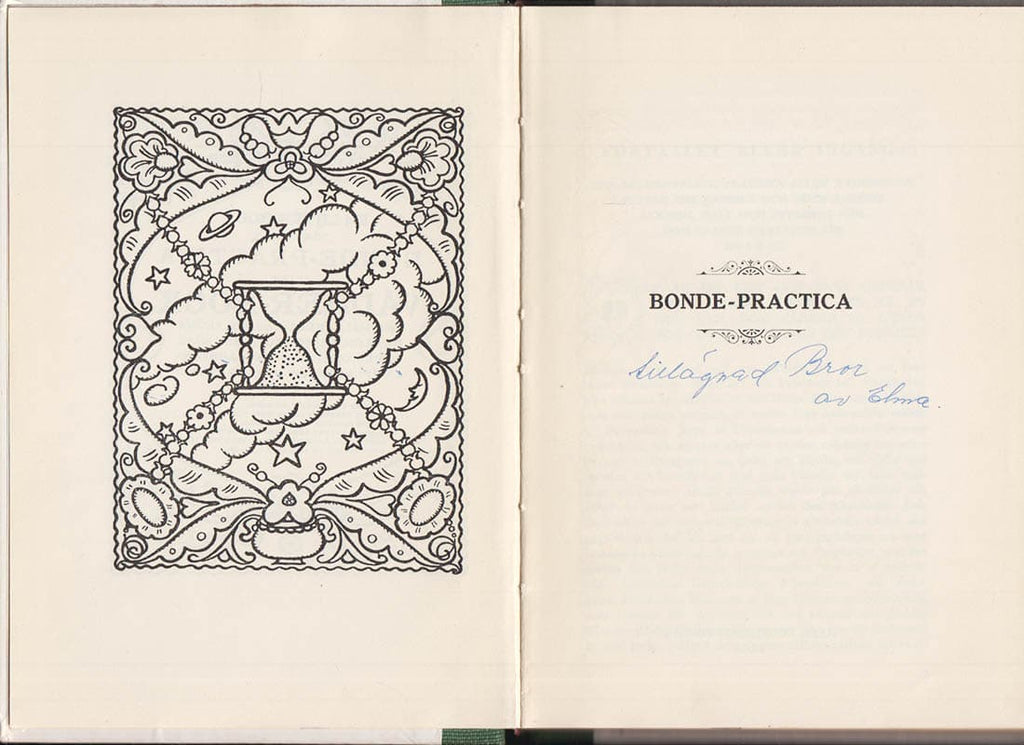 BONDE-PRACTICA
tillägnad Bror
av Elma.